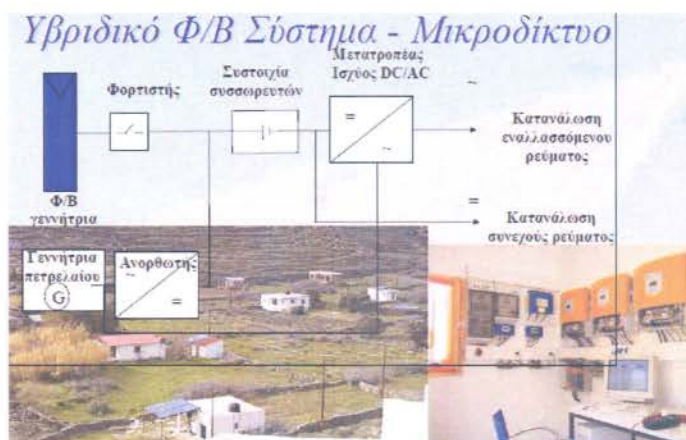 Υβριδικό Φ/Β Σύστημα - Μικροδίκτυο
Φορτιστής
Συστοιχία
συσσωρευτών
Μετατροπέας
Ισχύος DC/AC
~
=
~
Κατανάλωση
εναλλασσόμενου
ρεύματος
Φ/Β
γεννήτρια
=
Κατανάλωση
συνεχούς ρεύματος
Γεννήτρια
πετρελαίου
G
Ανορθωτής
~
=